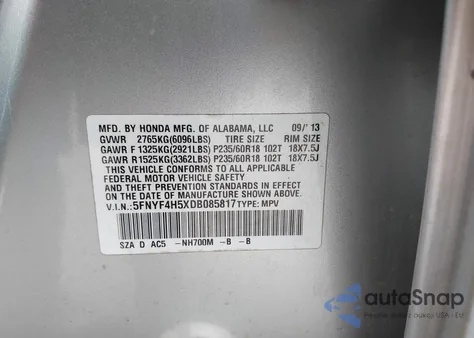 MFD. BY HONDA MFG. OF ALABAMA, LLC 09/ 13
GVWR 2765KG(6096LBS) TIRE SIZE RIM SIZE
GAWR F 1325KG(2921LBS) P235/60R18 102T 18X7.5J
GAWR R1525KG(3362LBS) P235/60R18 102T 18X7.5J
THIS VEHICLE CONFORMS TO ALL APPLICABLE
FEDERAL MOTOR VEHICLE SAFETY AND
THEFT PREVENTION STANDARDS IN EFFECT
ON THE DATE OF MANUFACTURE SHOWN ABOVE.
V.I.N.: 5FNYF4H5XDB085817 TYPE: MPV
SZA D AC5 -NH700M -B -B
autoSnap